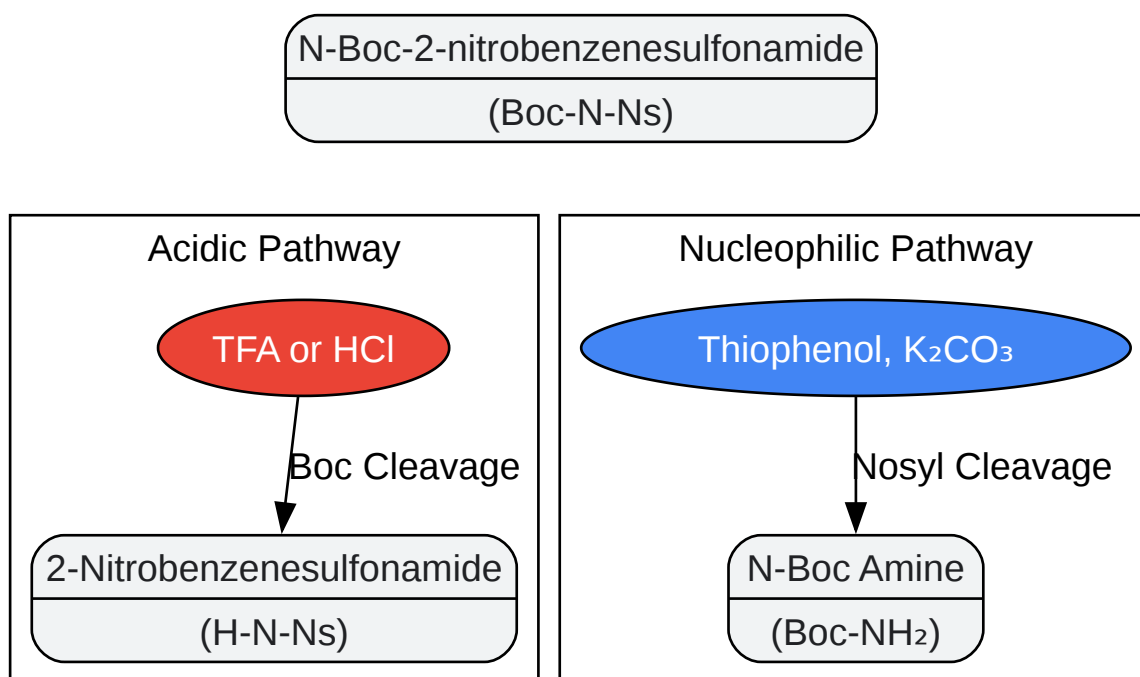 N-Boc-2-nitrobenzenesulfonamide
(Boc-N-Ns)
Acidic Pathway
TFA or HCl
Boc Cleavage
2-Nitrobenzenesulfonamide
(H-N-Ns)
Nucleophilic Pathway
Thiophenol, K₂CO₃
Nosyl Cleavage
N-Boc Amine
(Boc-NH₂)